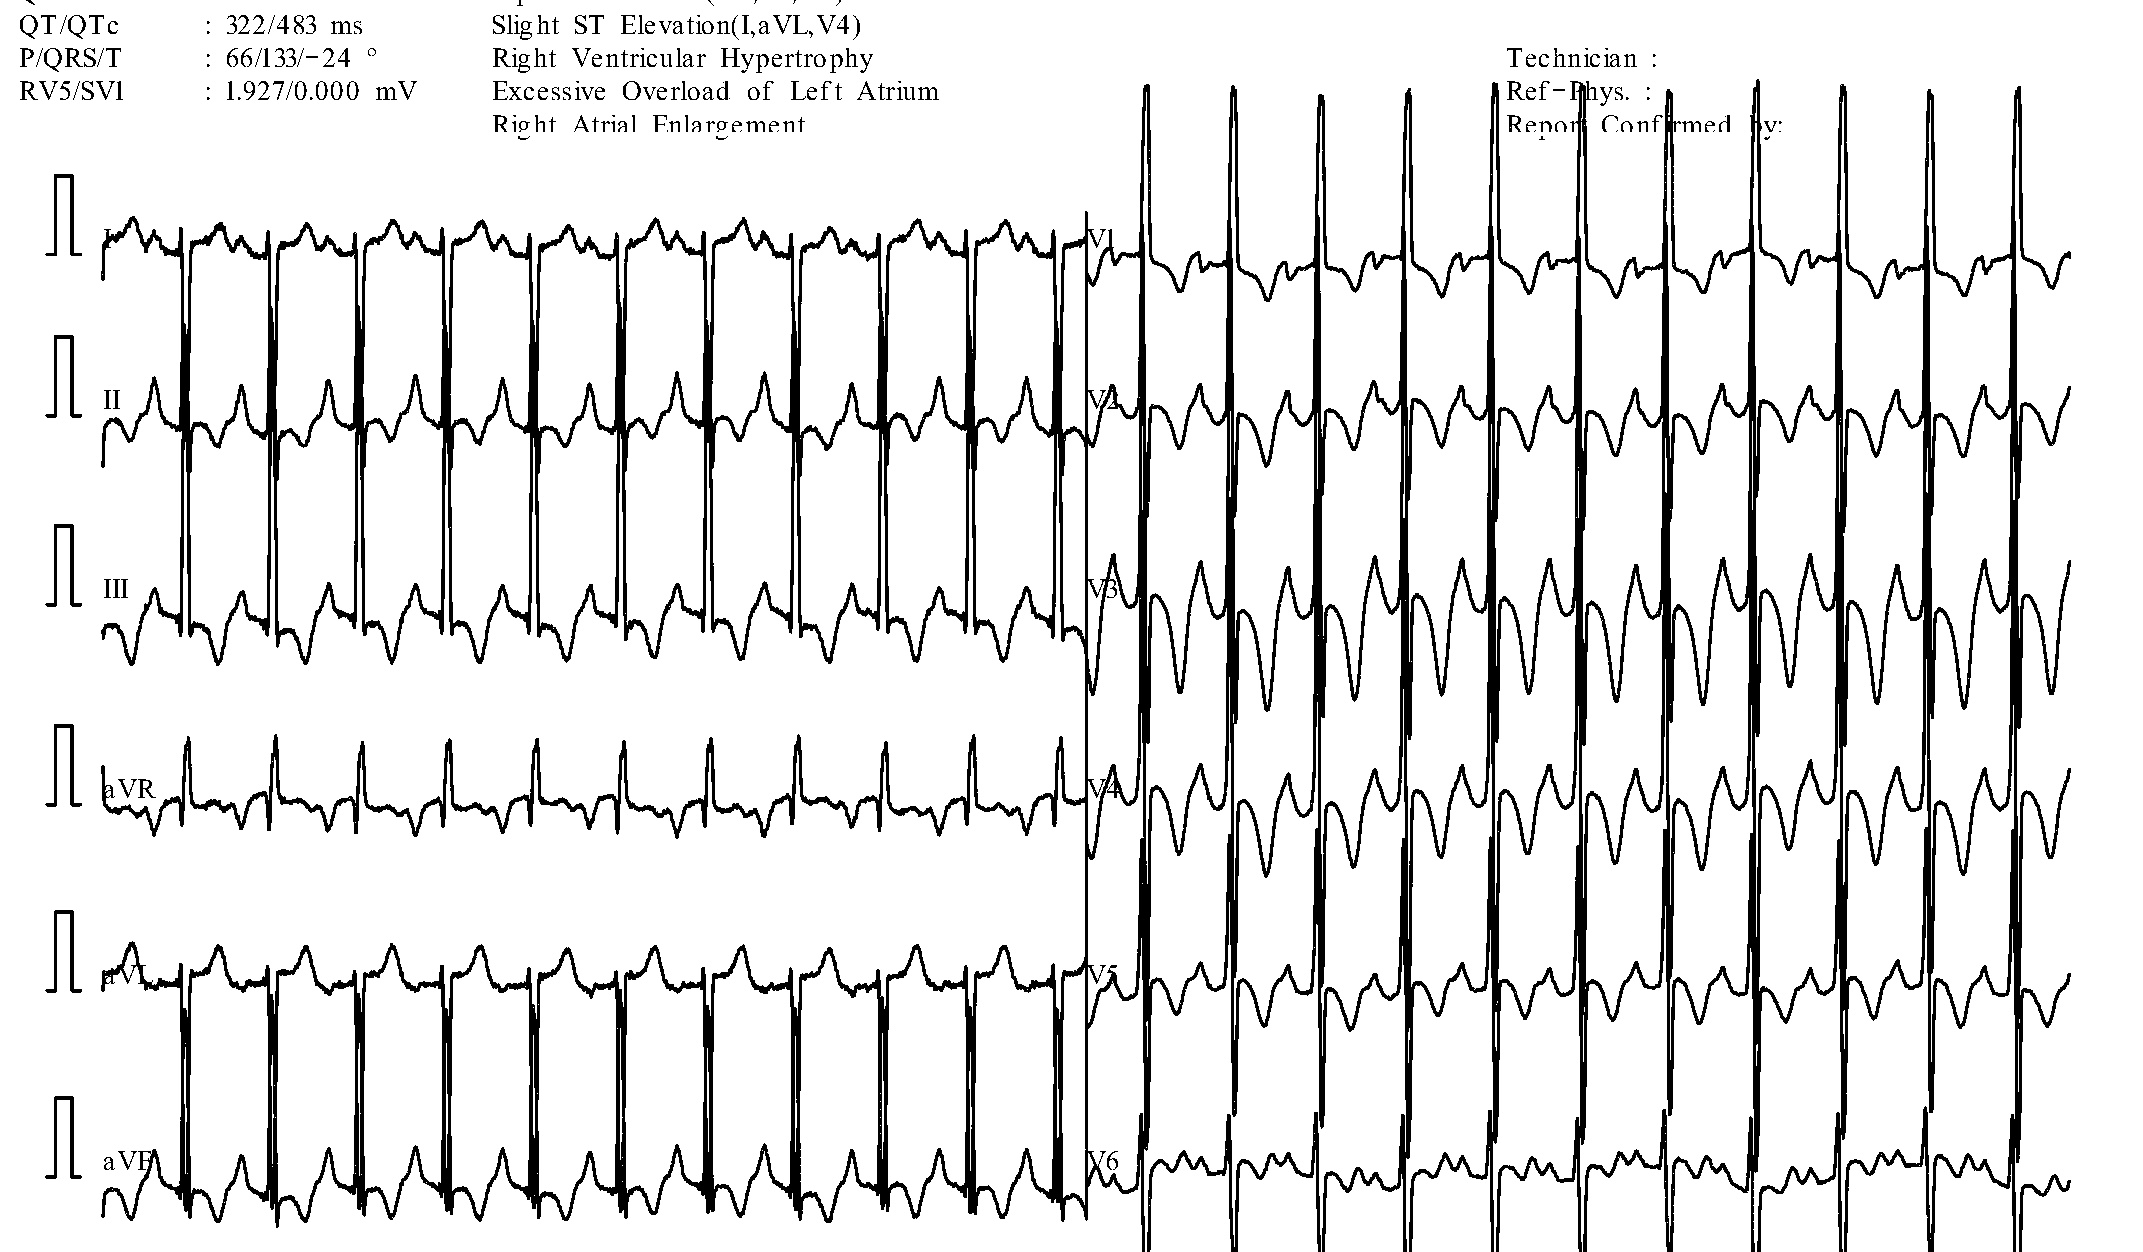 QT/QTc : 322/483 ms
P/QRS/T : 66/133/-24 °
RV5/SV1 : 1.927/0.000 mV
Slight ST Elevation(I,aVL,V4)
Right Ventricular Hypertrophy
Excessive Overload of Left Atrium
Right Atrial Enlargement
Technician :
Ref-Phys. :
Report Confirmed by:
I
II
III
aVR
aVL
aVF
V1
V2
V3
V4
V5
V6